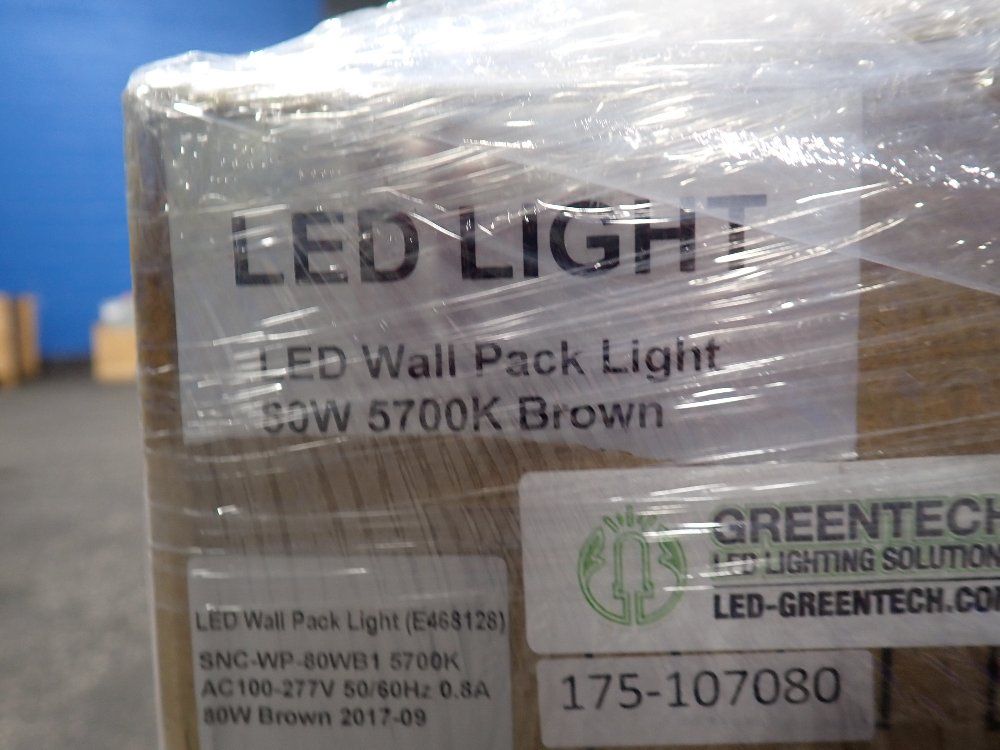 LED LIGHT
LED Wall Pack Light
80W 5700K Brown
GREENTECH
LED LIGHTING SOLUTION
LED-GREENTECH.CO
LED Wall Pack Light (E468128)
SNC-WP-80WB1 5700K
AC100-277V 50/60Hz 0.8A
80W Brown 2017-09
175-107080